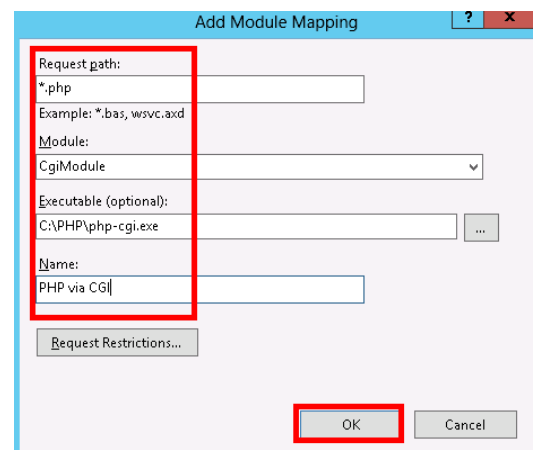 Add Module Mapping
? x
Request path:
*.php
Example: *.bas, wsvc.axd
Module:
CgiModule
Executable (optional):
C:\PHP\php-cgi.exe
...
Name:
PHP via CGI
Request Restrictions...
OK Cancel